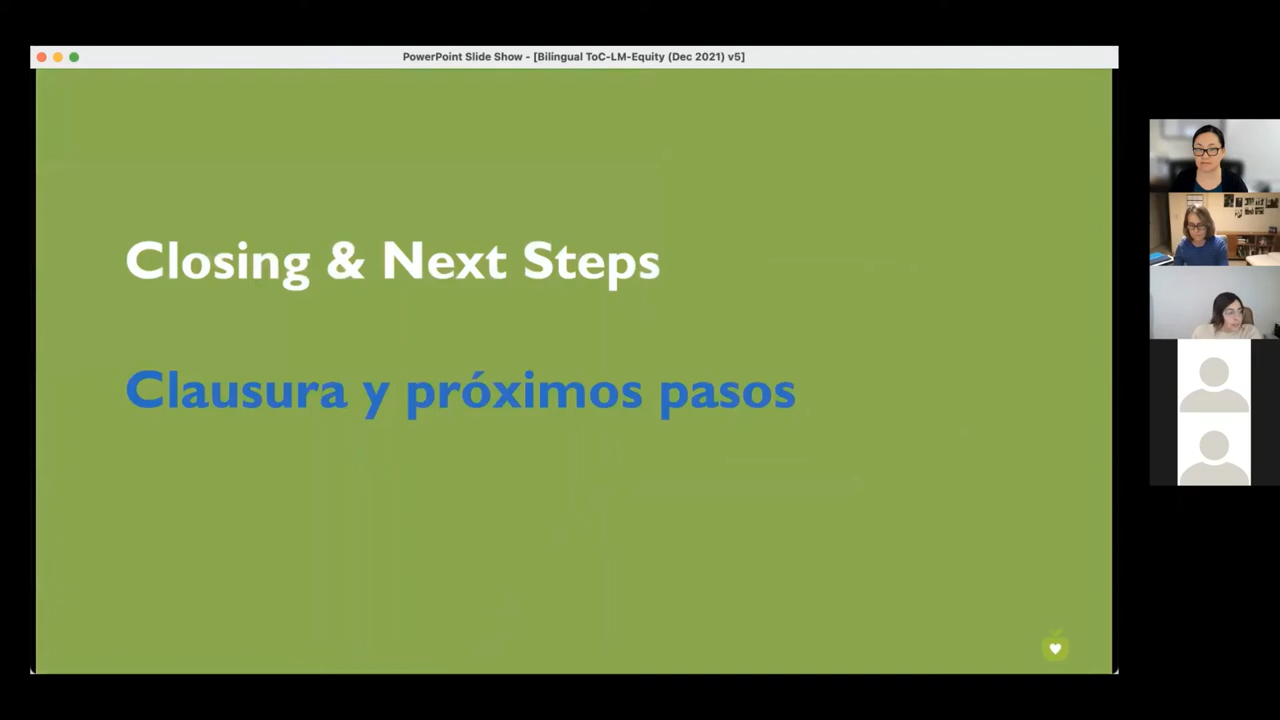 PowerPoint Slide Show - [Bilingual ToC-LM-Equity (Dec 2021) v5]
Closing & Next Steps
Clausura y próximos pasos